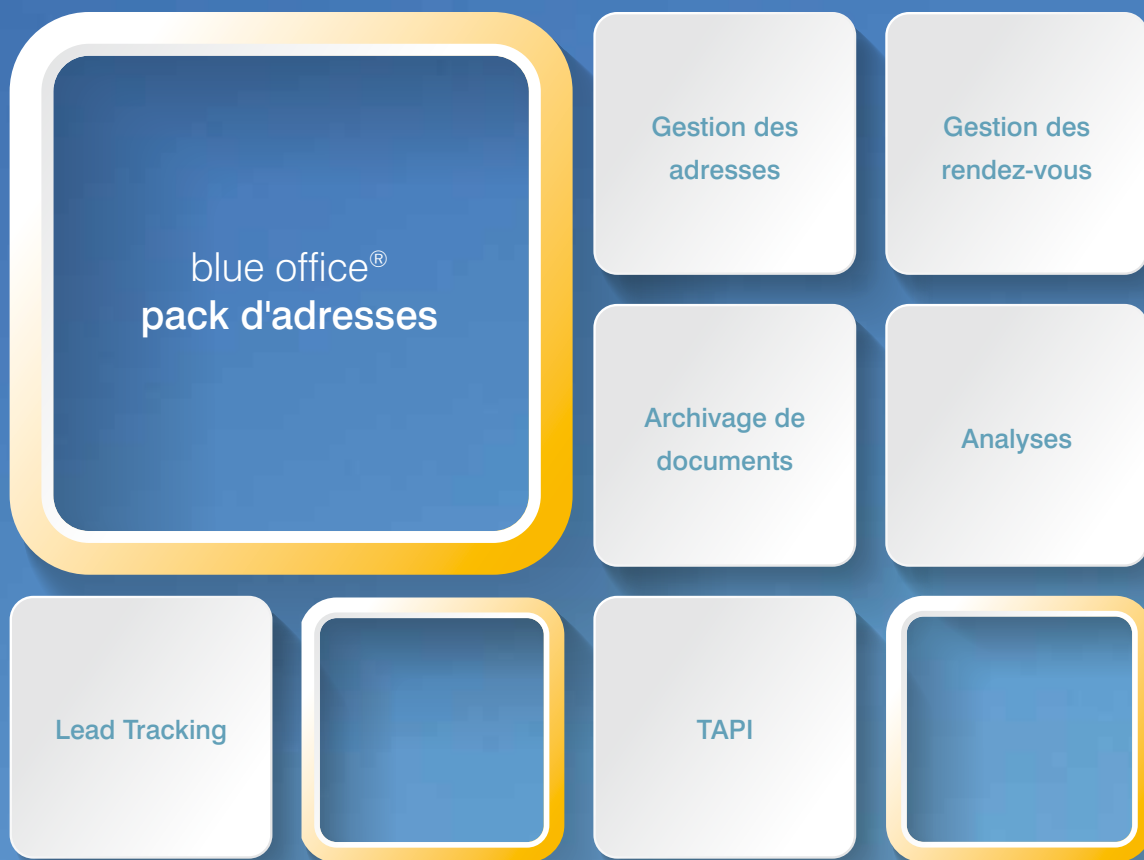 blue office®
pack d'adresses
Gestion des
adresses
Gestion des
rendez-vous
Archivage de
documents
Analyses
Lead Tracking
TAPI